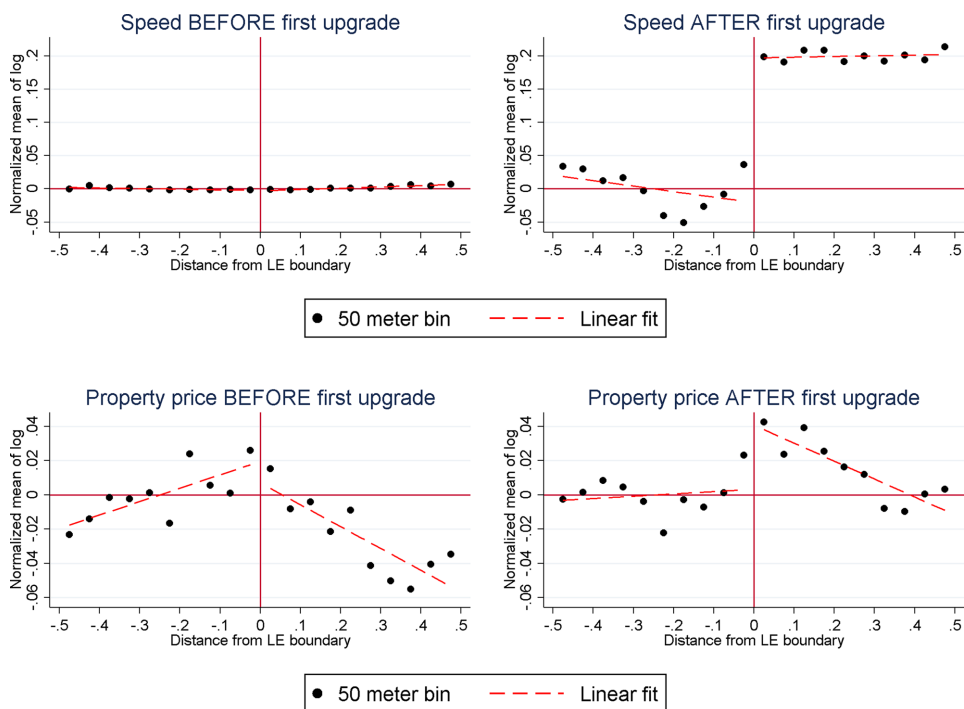 Speed BEFORE first upgrade
Normalized mean of log
-.05 0 .05 .1 .15 .2
-.5 -.4 -.3 -.2 -.1 0 .1 .2 .3 .4 .5
Distance from LE boundary
Speed AFTER first upgrade
Normalized mean of log
-.05 0 .05 .1 .15 .2
-.5 -.4 -.3 -.2 -.1 0 .1 .2 .3 .4 .5
Distance from LE boundary
50 meter bin Linear fit
Property price BEFORE first upgrade
Normalized mean of log
-.06 -.04 -.02 0 .02 .04
-.5 -.4 -.3 -.2 -.1 0 .1 .2 .3 .4 .5
Distance from LE boundary
Property price AFTER first upgrade
Normalized mean of log
-.06 -.04 -.02 0 .02 .04
-.5 -.4 -.3 -.2 -.1 0 .1 .2 .3 .4 .5
Distance from LE boundary
50 meter bin Linear fit